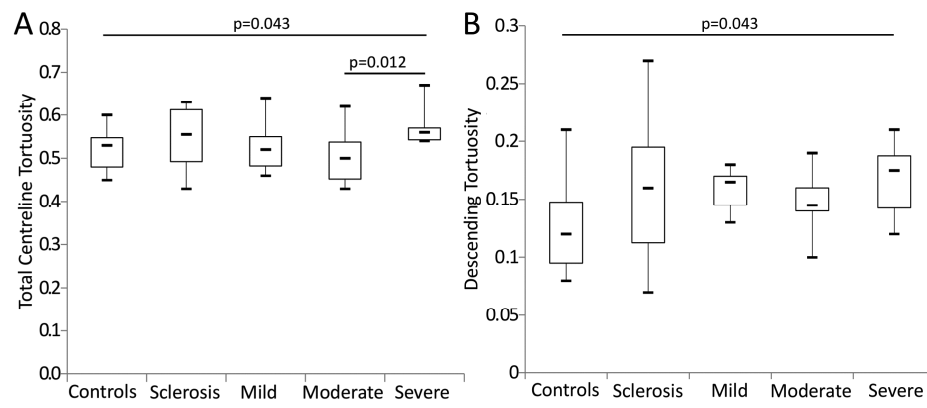 A
B
p=0.043
p=0.012
Total Centreline Tortuosity
0.8
0.7
0.6
0.5
0.4
0.3
0.2
0.1
0.0
Controls Sclerosis Mild Moderate Severe
p=0.043
Descending Tortuosity
0.3
0.25
0.2
0.15
0.1
0.05
0
Controls Sclerosis Mild Moderate Severe